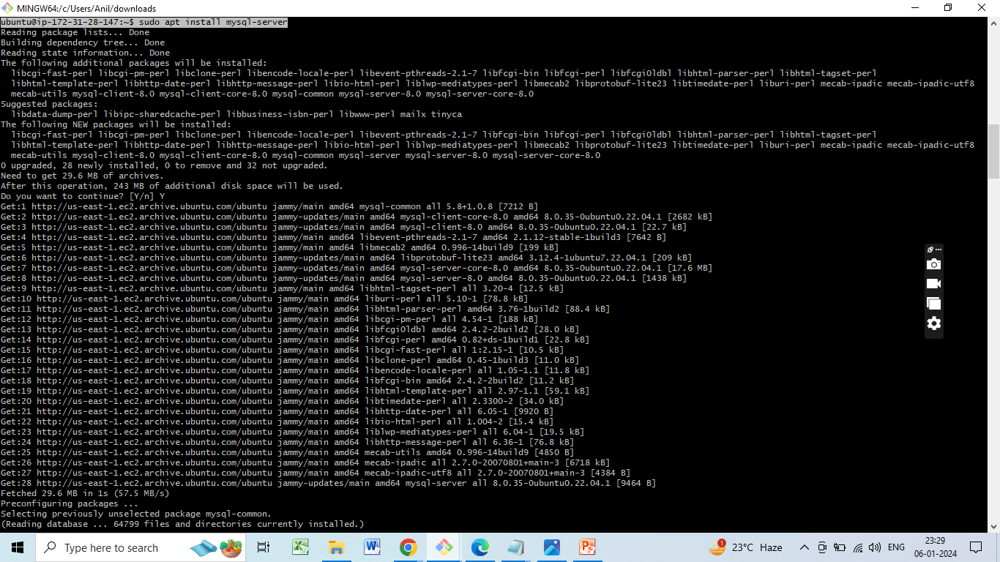 MINGW64:/c/Users/Anil/downloads
ubuntu@ip-172-31-28-147:~$ sudo apt install mysql-server
Reading package lists... Done
Building dependency tree... Done
Reading state information... Done
The following additional packages will be installed:
  libcgi-fast-perl libcgi-pm-perl libclone-perl libencode-locale-perl libevent-pthreads-2.1-7 libfcgi-bin libfcgi-perl libfcgi0ldbl libhtml-parser-perl libhtml-tagset-perl
  libhtml-template-perl libhttp-date-perl libhttp-message-perl libio-html-perl liblwp-mediatypes-perl libmecab2 libprotobuf-lite23 libtimedate-perl liburi-perl mecab-ipadic mecab-ipadic-utf8
  mecab-utils mysql-client-8.0 mysql-client-core-8.0 mysql-common mysql-server-8.0 mysql-server-core-8.0
Suggested packages:
  libdata-dump-perl libipc-sharedcache-perl libbusiness-isbn-perl libwww-perl mailx tinyca
The following NEW packages will be installed:
  libcgi-fast-perl libcgi-pm-perl libclone-perl libencode-locale-perl libevent-pthreads-2.1-7 libfcgi-bin libfcgi-perl libfcgi0ldbl libhtml-parser-perl libhtml-tagset-perl
  libhtml-template-perl libhttp-date-perl libhttp-message-perl libio-html-perl liblwp-mediatypes-perl libmecab2 libprotobuf-lite23 libtimedate-perl liburi-perl mecab-ipadic mecab-ipadic-utf8
  mecab-utils mysql-client-8.0 mysql-client-core-8.0 mysql-common mysql-server mysql-server-8.0 mysql-server-core-8.0
0 upgraded, 28 newly installed, 0 to remove and 32 not upgraded.
Need to get 29.6 MB of archives.
After this operation, 243 MB of additional disk space will be used.
Do you want to continue? [Y/n] Y
Get:1 http://us-east-1.ec2.archive.ubuntu.com/ubuntu jammy/main amd64 mysql-common all 5.8+1.0.8 [7212 B]
Get:2 http://us-east-1.ec2.archive.ubuntu.com/ubuntu jammy-updates/main amd64 mysql-client-core-8.0 amd64 8.0.35-0ubuntu0.22.04.1 [2682 kB]
Get:3 http://us-east-1.ec2.archive.ubuntu.com/ubuntu jammy-updates/main amd64 mysql-client-8.0 amd64 8.0.35-0ubuntu0.22.04.1 [22.7 kB]
Get:4 http://us-east-1.ec2.archive.ubuntu.com/ubuntu jammy/main amd64 libevent-pthreads-2.1-7 amd64 2.1.12-stable-1build3 [7642 B]
Get:5 http://us-east-1.ec2.archive.ubuntu.com/ubuntu jammy/main amd64 libmecab2 amd64 0.996-14build9 [199 kB]
Get:6 http://us-east-1.ec2.archive.ubuntu.com/ubuntu jammy-updates/main amd64 libprotobuf-lite23 amd64 3.12.4-1ubuntu7.22.04.1 [209 kB]
Get:7 http://us-east-1.ec2.archive.ubuntu.com/ubuntu jammy-updates/main amd64 mysql-server-core-8.0 amd64 8.0.35-0ubuntu0.22.04.1 [17.6 MB]
Get:8 http://us-east-1.ec2.archive.ubuntu.com/ubuntu jammy-updates/main amd64 mysql-server-8.0 amd64 8.0.35-0ubuntu0.22.04.1 [1438 kB]
Get:9 http://us-east-1.ec2.archive.ubuntu.com/ubuntu jammy/main amd64 libhtml-tagset-perl all 3.20-4 [12.5 kB]
Get:10 http://us-east-1.ec2.archive.ubuntu.com/ubuntu jammy/main amd64 liburi-perl all 5.10-1 [78.8 kB]
Get:11 http://us-east-1.ec2.archive.ubuntu.com/ubuntu jammy/main amd64 libhtml-parser-perl amd64 3.76-1build2 [88.4 kB]
Get:12 http://us-east-1.ec2.archive.ubuntu.com/ubuntu jammy/main amd64 libcgi-pm-perl all 4.54-1 [188 kB]
Get:13 http://us-east-1.ec2.archive.ubuntu.com/ubuntu jammy/main amd64 libfcgi0ldbl amd64 2.4.2-2build2 [28.0 kB]
Get:14 http://us-east-1.ec2.archive.ubuntu.com/ubuntu jammy/main amd64 libfcgi-perl amd64 0.82+ds-1build1 [22.8 kB]
Get:15 http://us-east-1.ec2.archive.ubuntu.com/ubuntu jammy/main amd64 libcgi-fast-perl all 1:2.15-1 [10.5 kB]
Get:16 http://us-east-1.ec2.archive.ubuntu.com/ubuntu jammy/main amd64 libclone-perl amd64 0.45-1build3 [11.0 kB]
Get:17 http://us-east-1.ec2.archive.ubuntu.com/ubuntu jammy/main amd64 libencode-locale-perl all 1.05-1.1 [11.8 kB]
Get:18 http://us-east-1.ec2.archive.ubuntu.com/ubuntu jammy/main amd64 libfcgi-bin amd64 2.4.2-2build2 [11.2 kB]
Get:19 http://us-east-1.ec2.archive.ubuntu.com/ubuntu jammy/main amd64 libhtml-template-perl all 2.97-1.1 [59.1 kB]
Get:20 http://us-east-1.ec2.archive.ubuntu.com/ubuntu jammy/main amd64 libtimedate-perl all 2.3300-2 [34.0 kB]
Get:21 http://us-east-1.ec2.archive.ubuntu.com/ubuntu jammy/main amd64 libhttp-date-perl all 6.05-1 [9920 B]
Get:22 http://us-east-1.ec2.archive.ubuntu.com/ubuntu jammy/main amd64 libio-html-perl all 1.004-2 [15.4 kB]
Get:23 http://us-east-1.ec2.archive.ubuntu.com/ubuntu jammy/main amd64 liblwp-mediatypes-perl all 6.04-1 [19.5 kB]
Get:24 http://us-east-1.ec2.archive.ubuntu.com/ubuntu jammy/main amd64 libhttp-message-perl all 6.36-1 [76.8 kB]
Get:25 http://us-east-1.ec2.archive.ubuntu.com/ubuntu jammy/main amd64 mecab-utils amd64 0.996-14build9 [4850 B]
Get:26 http://us-east-1.ec2.archive.ubuntu.com/ubuntu jammy/main amd64 mecab-ipadic all 2.7.0-20070801+main-3 [6718 kB]
Get:27 http://us-east-1.ec2.archive.ubuntu.com/ubuntu jammy/main amd64 mecab-ipadic-utf8 all 2.7.0-20070801+main-3 [4384 B]
Get:28 http://us-east-1.ec2.archive.ubuntu.com/ubuntu jammy-updates/main amd64 mysql-server all 8.0.35-0ubuntu0.22.04.1 [9464 B]
Fetched 29.6 MB in 1s (57.5 MB/s)
Preconfiguring packages ...
Selecting previously unselected package mysql-common.
(Reading database ... 64799 files and directories currently installed.)
Type here to search
1
23°C Haze
ENG
23:29
06-01-2024